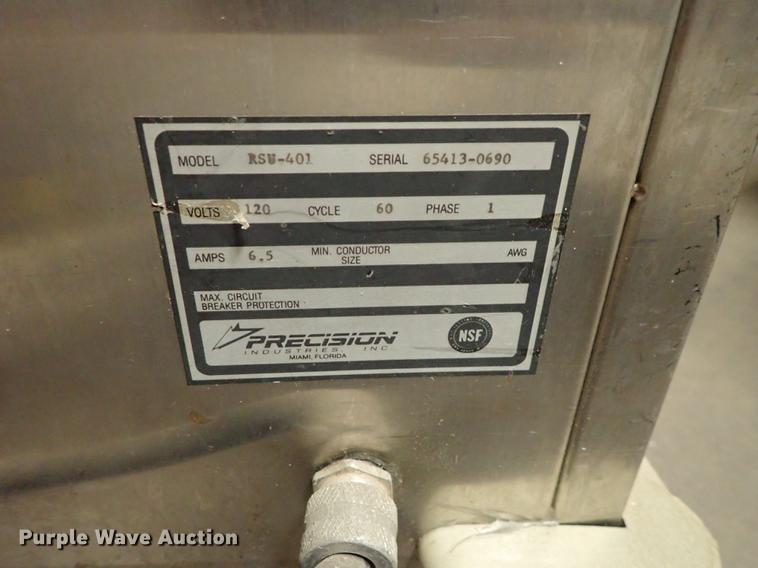 MODEL RSU-401 SERIAL 65413-0690
VOLTS 120 CYCLE 60 PHASE 1
AMPS 6.5 MIN. CONDUCTOR SIZE AWG
MAX. CIRCUIT
BREAKER PROTECTION
PRECISION
INDUSTRIES, INC
MIAMI, FLORIDA
NSF
Purple Wave Auction